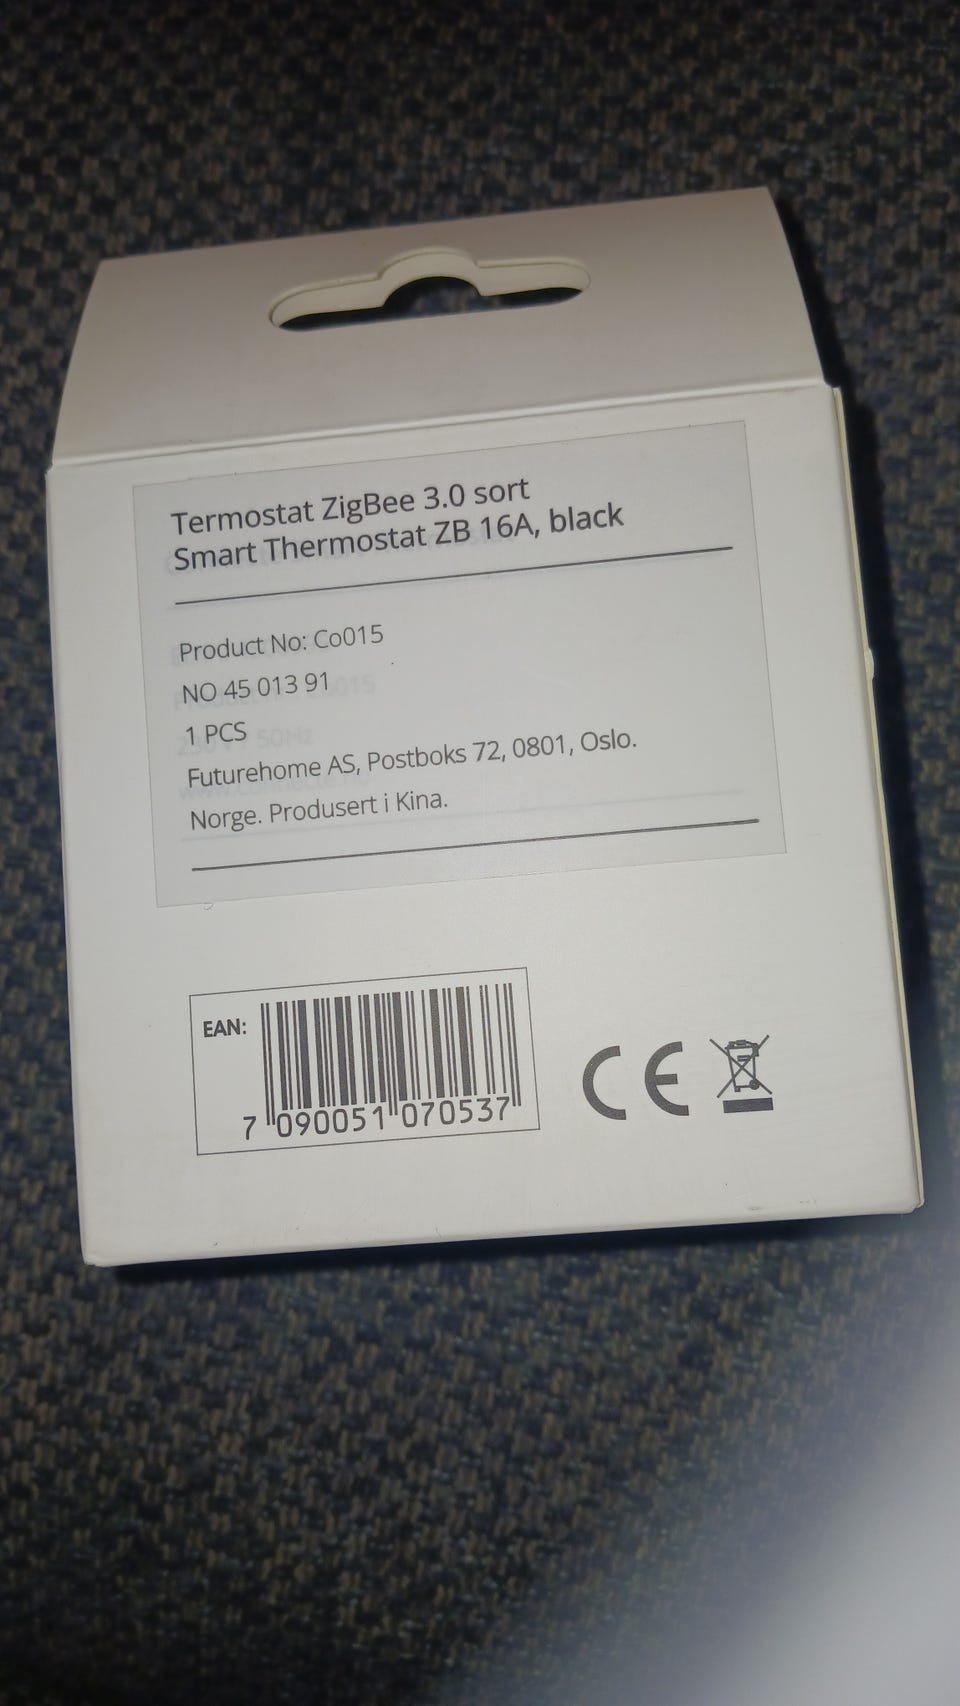 Termostat ZigBee 3.0 sort
Smart Thermostat ZB 16A, black
Product No: Co015
NO 45 013 91
1 PCS
Futurehome AS, Postboks 72, 0801, Oslo.
Norge. Produsert i Kina.
EAN:
7 090051 070537
CE